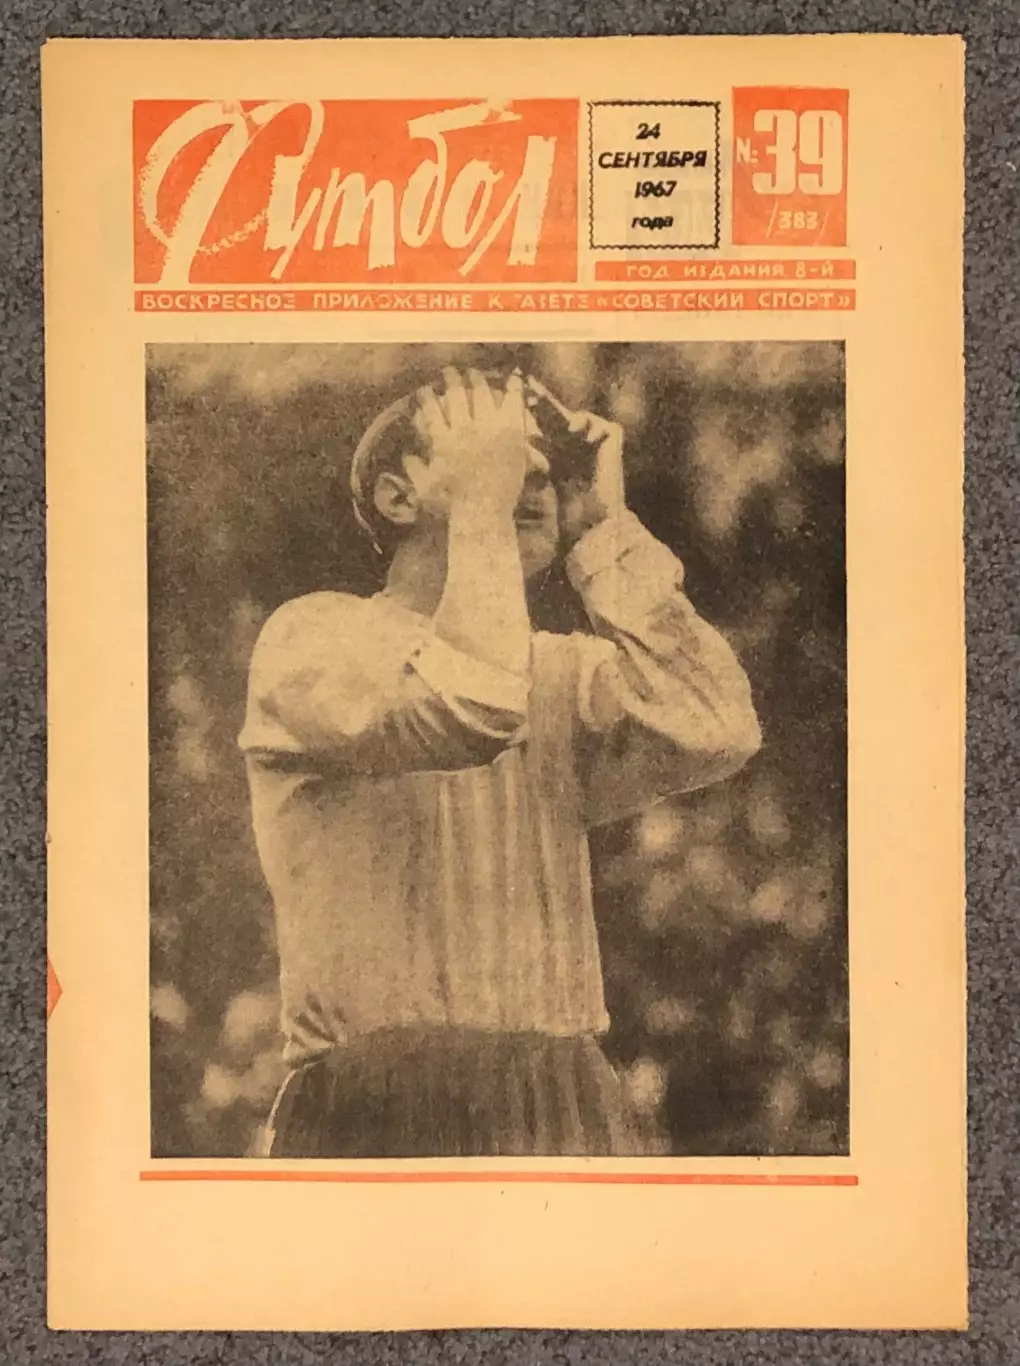 Футбол
24
СЕНТЯБРЯ
1967
года
№ 39
/383/
ГОД ИЗДАНИЯ 8-Й
ВОСКРЕСНОЕ ПРИЛОЖЕНИЕ К ГАЗЕТЕ «СОВЕТСКИЙ СПОРТ»